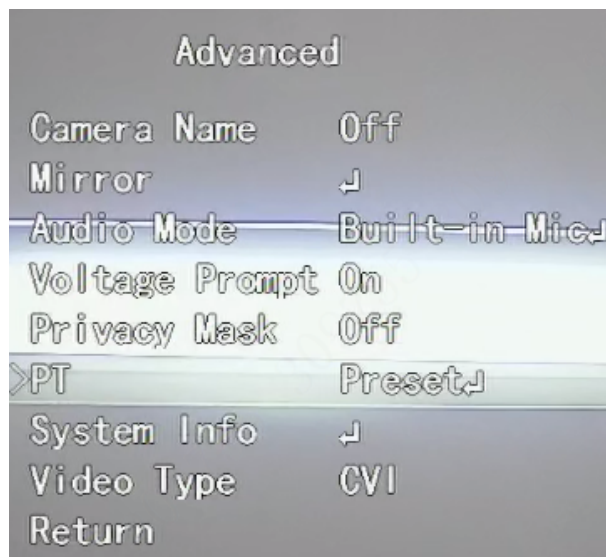 Advanced
Camera Name Off
Mirror ↲
Audio Mode Built-in Mic↲
Voltage Prompt On
Privacy Mask Off
>PT Preset↲
System Info ↲
Video Type CVI
Return